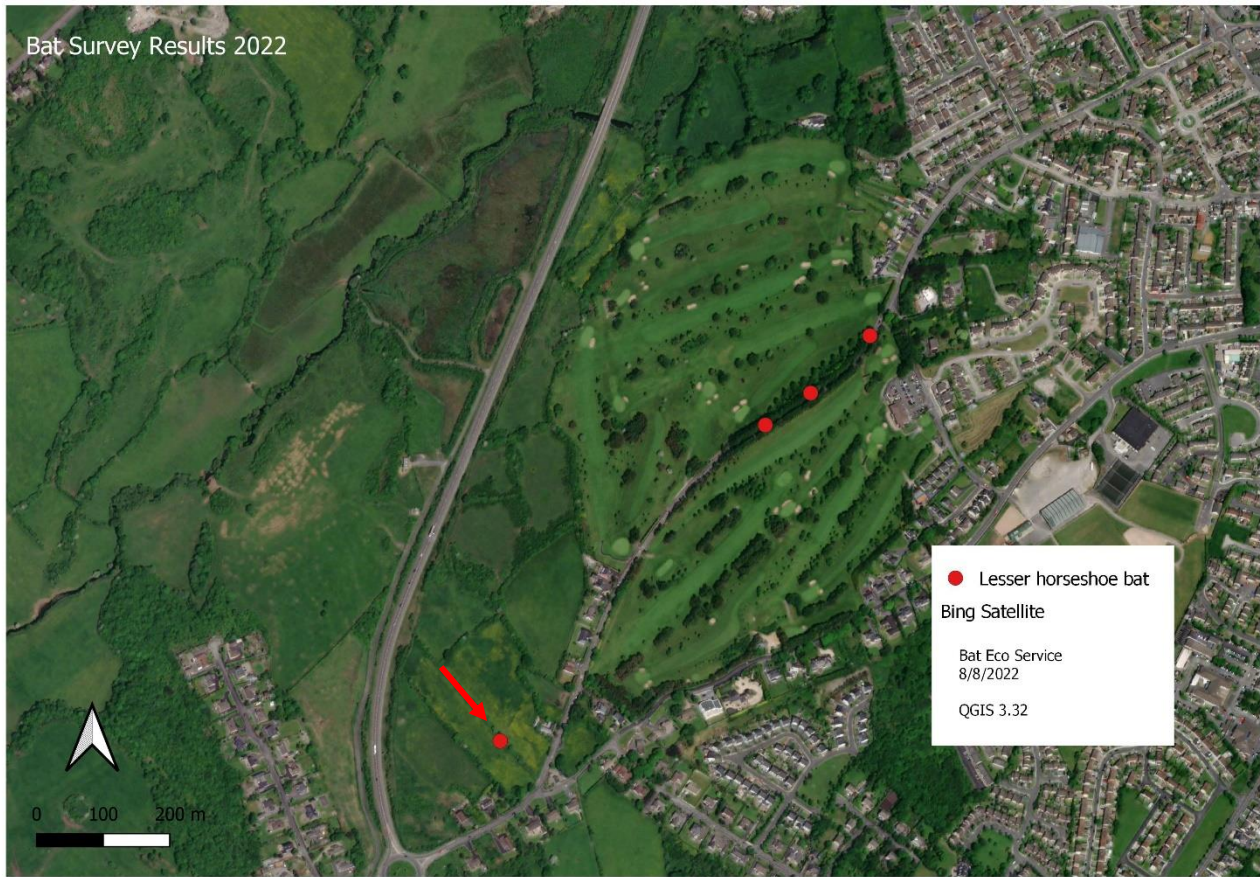 Bat Survey Results 2022
Lesser horseshoe bat
Bing Satellite
Bat Eco Service
8/8/2022
QGIS 3.32
0 100 200 m